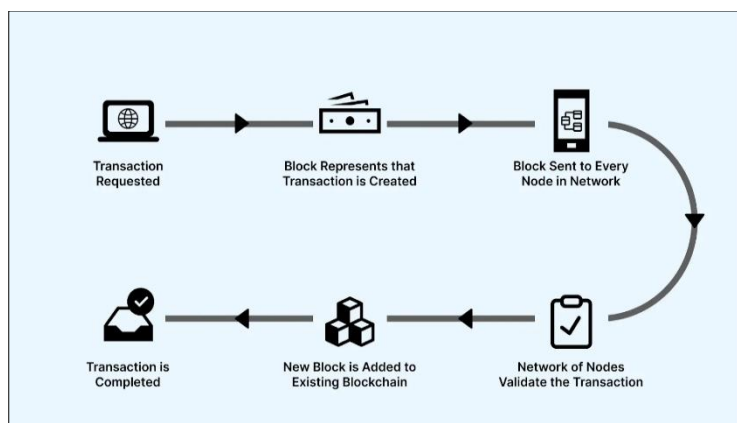 Transaction
Requested
Block Represents that
Transaction is Created
Block Sent to Every
Node in Network
Transaction is
Completed
New Block is Added to
Existing Blockchain
Network of Nodes
Validate the Transaction